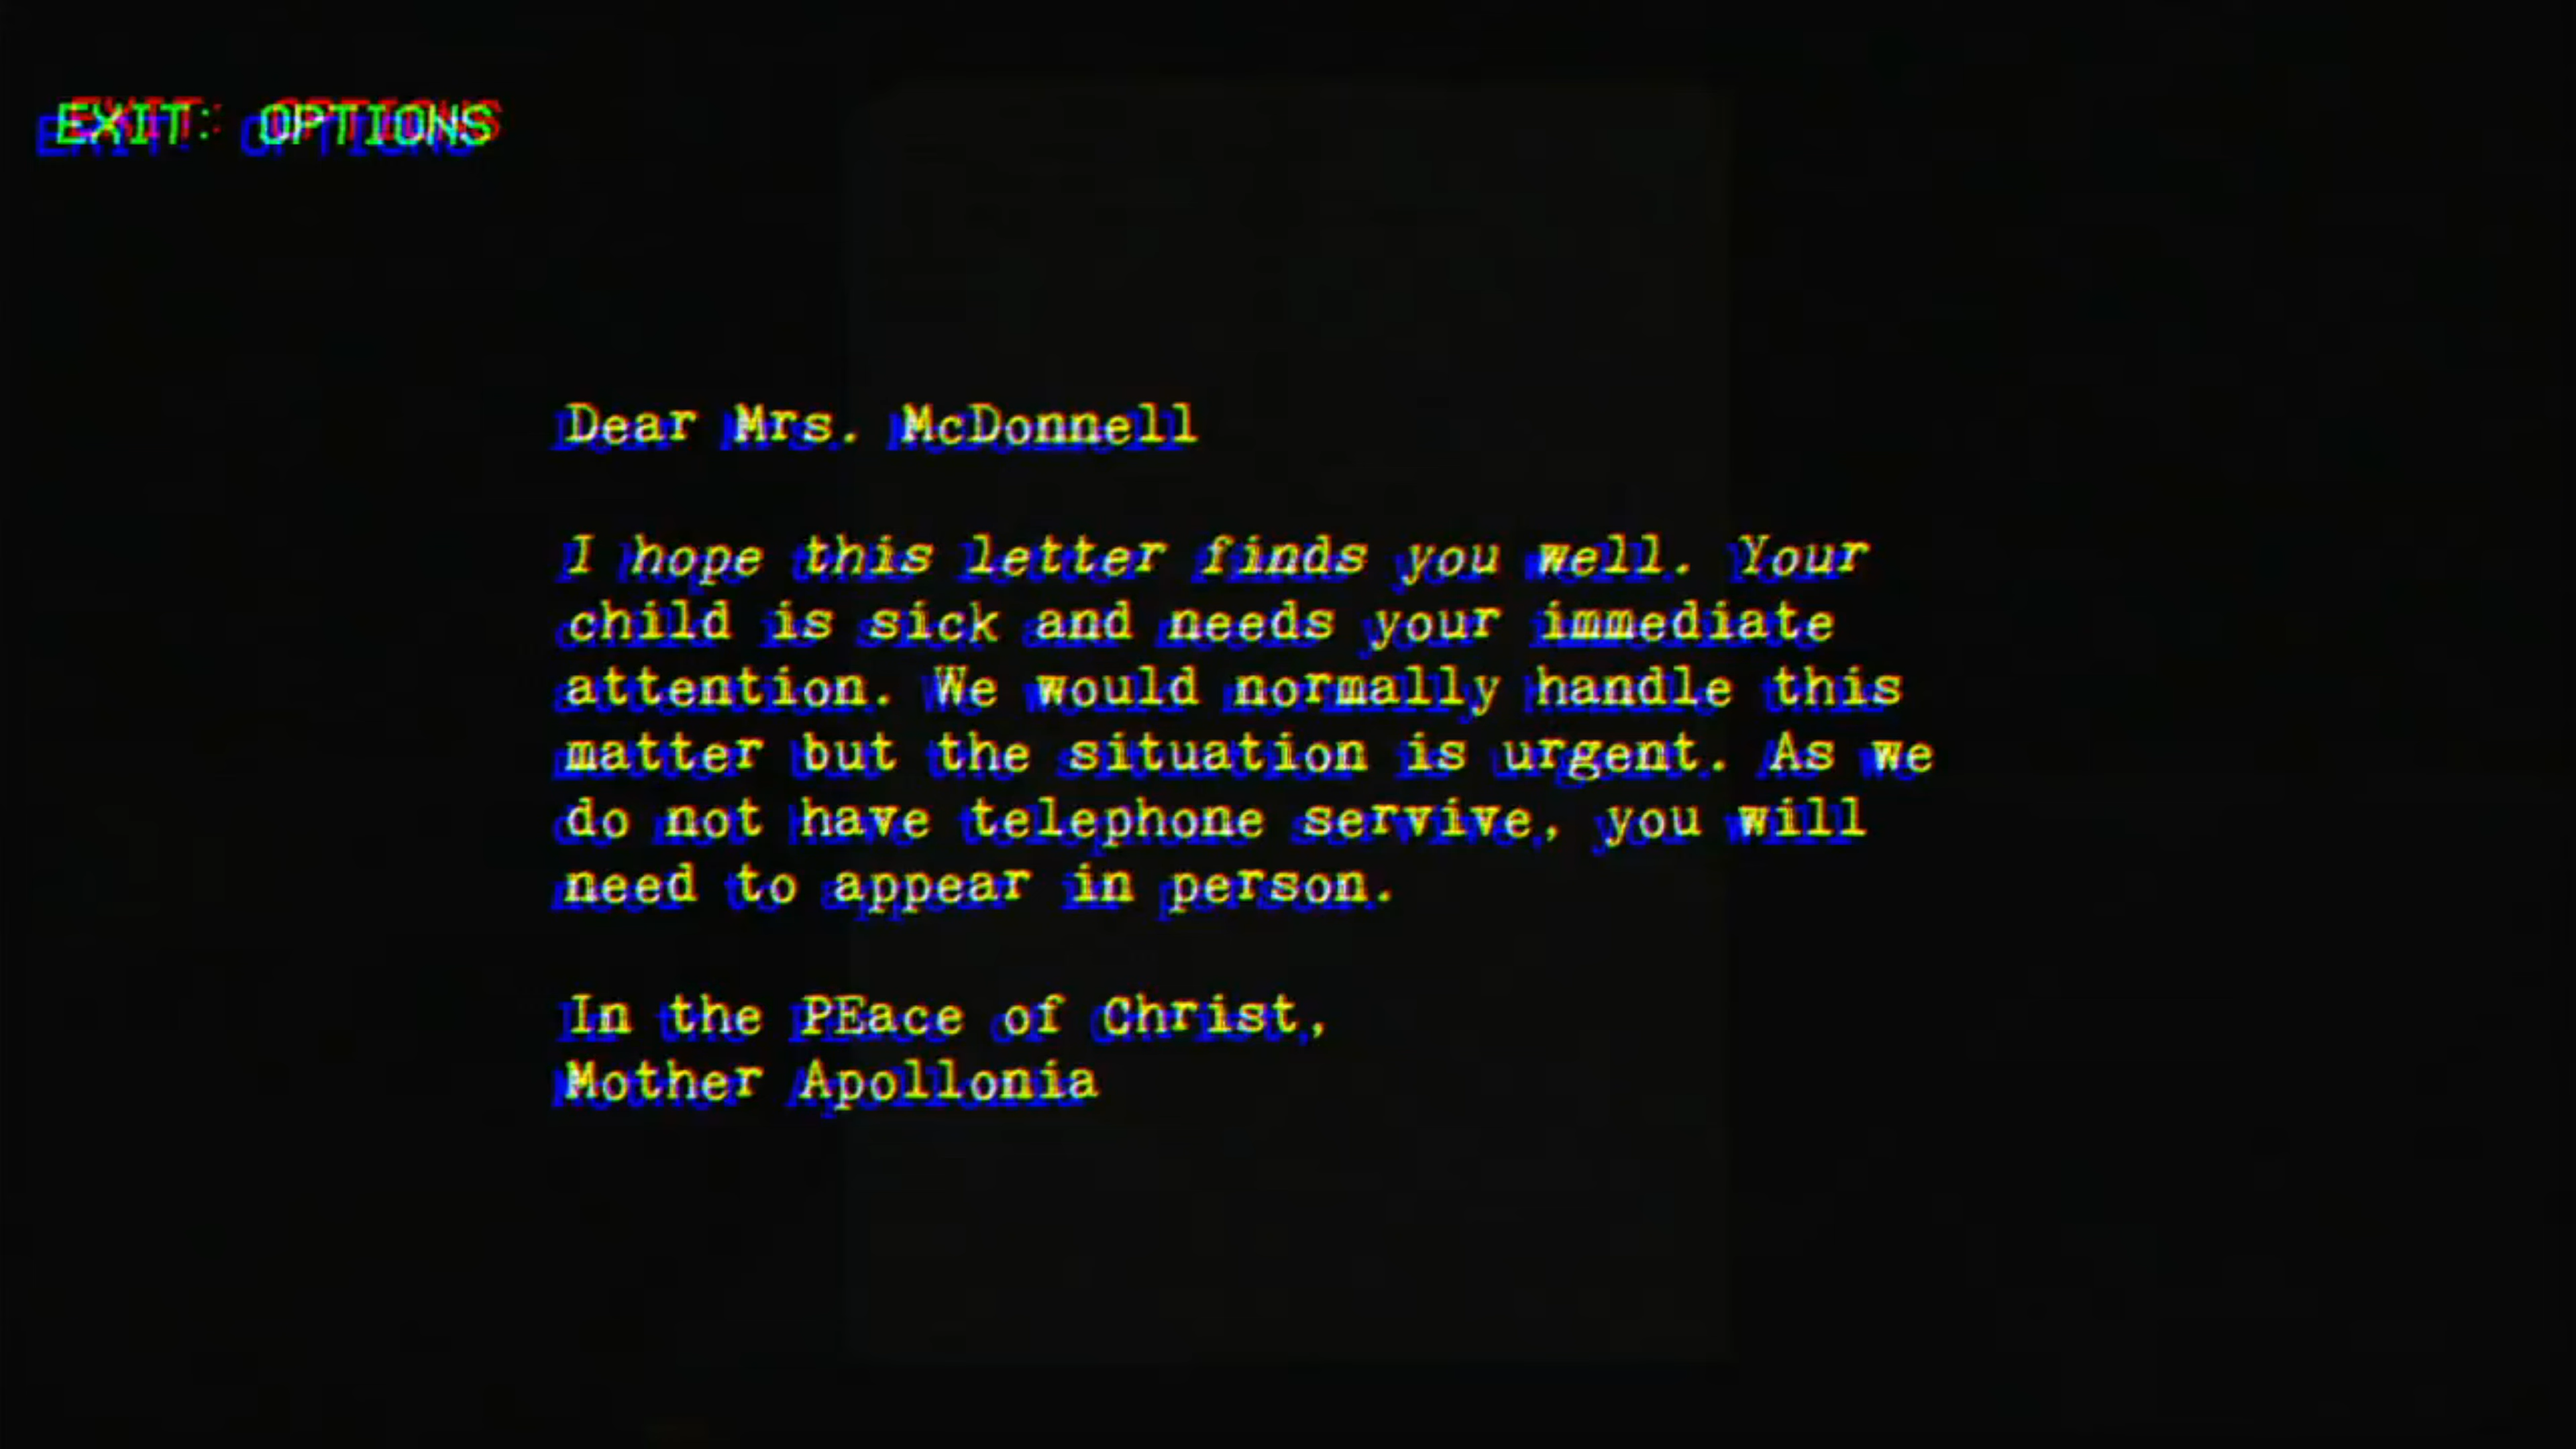 EXIT: OPTIONS
Dear Mrs. McDonnell
I hope this letter finds you well. Your
child is sick and needs your immediate
attention. We would normally handle this
matter but the situation is urgent. As we
do not have telephone servive, you will
need to appear in person.
In the PEace of Christ,
Mother Apollonia